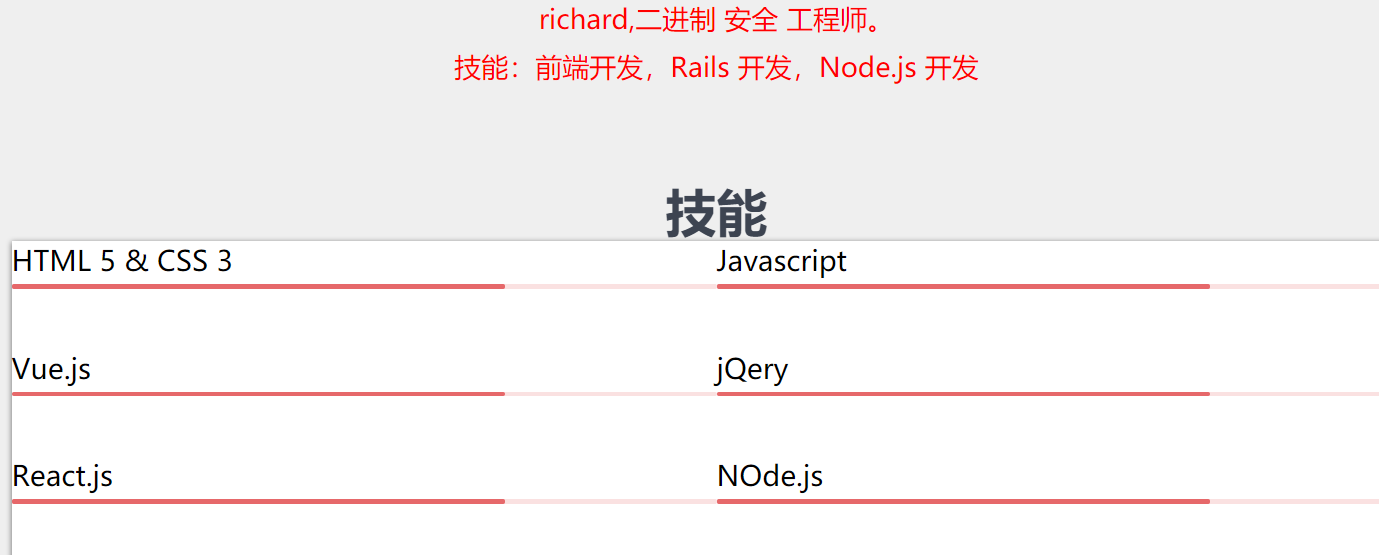 richard,二进制 安全 工程师。
技能：前端开发，Rails 开发，Node.js 开发
技能
HTML 5 & CSS 3
Javascript
Vue.js
jQery
React.js
NOde.js